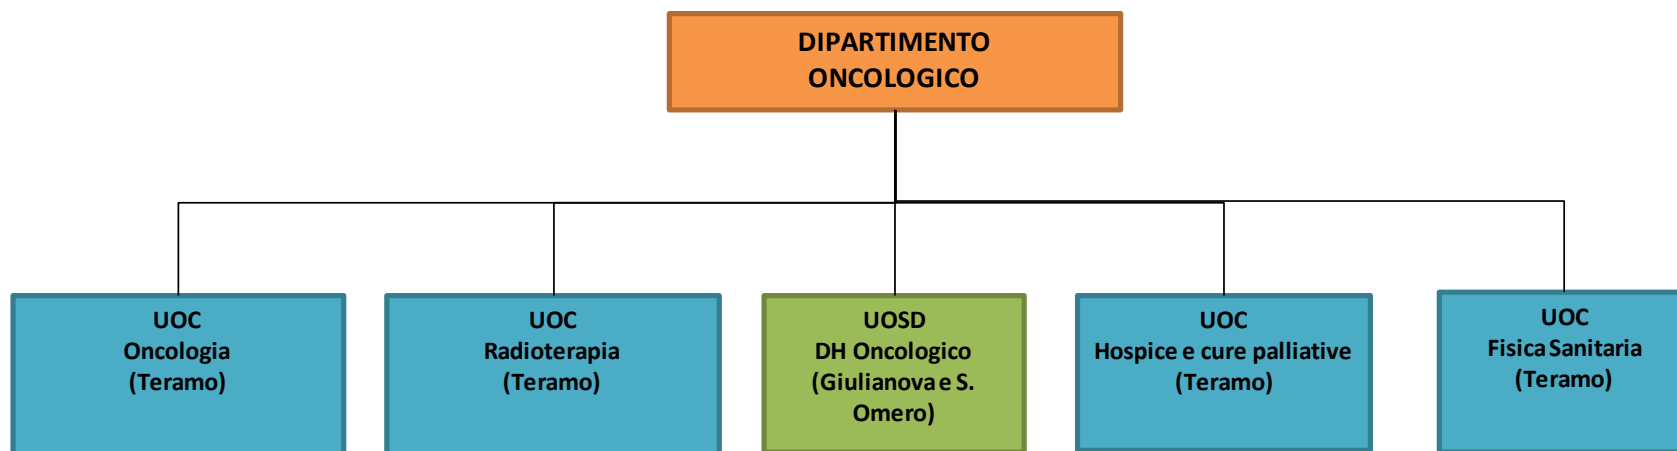 DIPARTIMENTO
ONCOLOGICO
UOC
Oncologia
(Teramo)
UOC
Radioterapia
(Teramo)
UOSD
DH Oncologico
(Giulianova e S.
Omero)
UOC
Hospice e cure palliative
(Teramo)
UOC
Fisica Sanitaria
(Teramo)